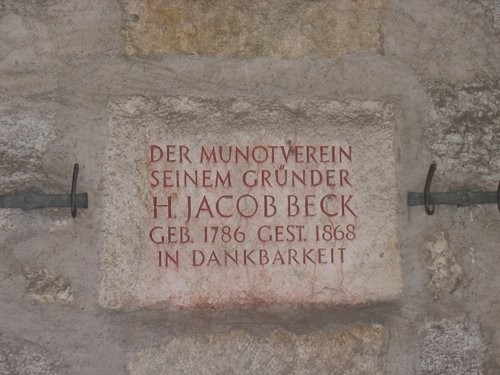 DER MUNOTVEREIN
SEINEM GRÜNDER
H. JACOB BECK
GEB. 1786 GEST. 1868
IN DANKBARKEIT